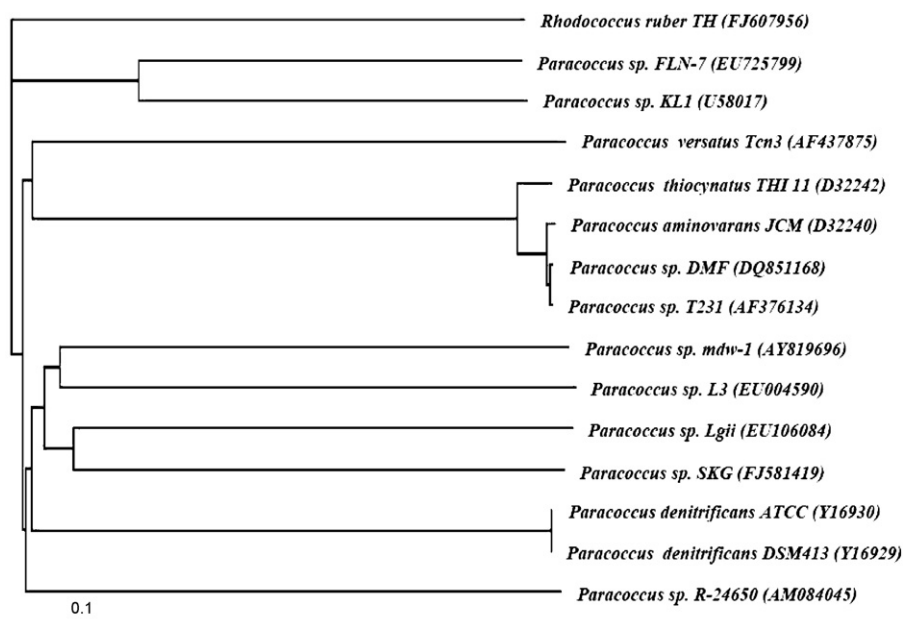 Rhodococcus ruber TH (FJ607956)
Paracoccus sp. FLN-7 (EU725799)
Paracoccus sp. KL1 (U58017)
Paracoccus versatus Tcn3 (AF437875)
Paracoccus thiocynatus THI 11 (D32242)
Paracoccus aminovarans JCM (D32240)
Paracoccus sp. DMF (DQ851168)
Paracoccus sp. T231 (AF376134)
Paracoccus sp. mdw-1 (AY819696)
Paracoccus sp. L3 (EU004590)
Paracoccus sp. Lgii (EU106084)
Paracoccus sp. SKG (FJ581419)
Paracoccus denitrificans ATCC (Y16930)
Paracoccus denitrificans DSM413 (Y16929)
Paracoccus sp. R-24650 (AM084045)
0.1